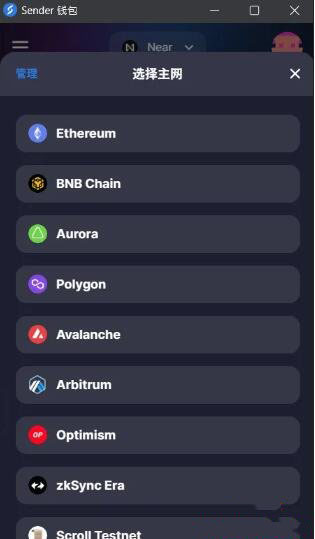 Sender 钱包
Near
管理
选择主网
Ethereum
BNB Chain
Aurora
Polygon
Avalanche
Arbitrum
OP
Optimism
zkSync Era
Scroll Testnet